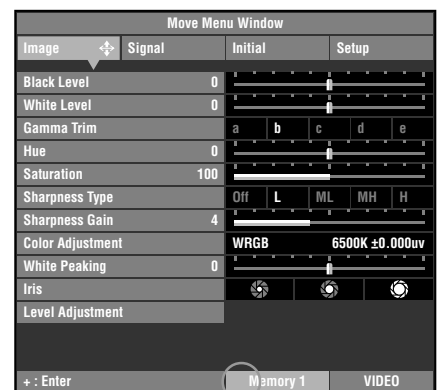 Move Menu Window
Image Signal Initial Setup
Black Level 0
White Level 0
Gamma Trim a b c d e
Hue 0
Saturation 100
Sharpness Type Off L ML MH H
Sharpness Gain 4
Color Adjustment WRGB 6500K ±0.000uv
White Peaking 0
Iris
Level Adjustment
+ : Enter Memory 1 VIDEO